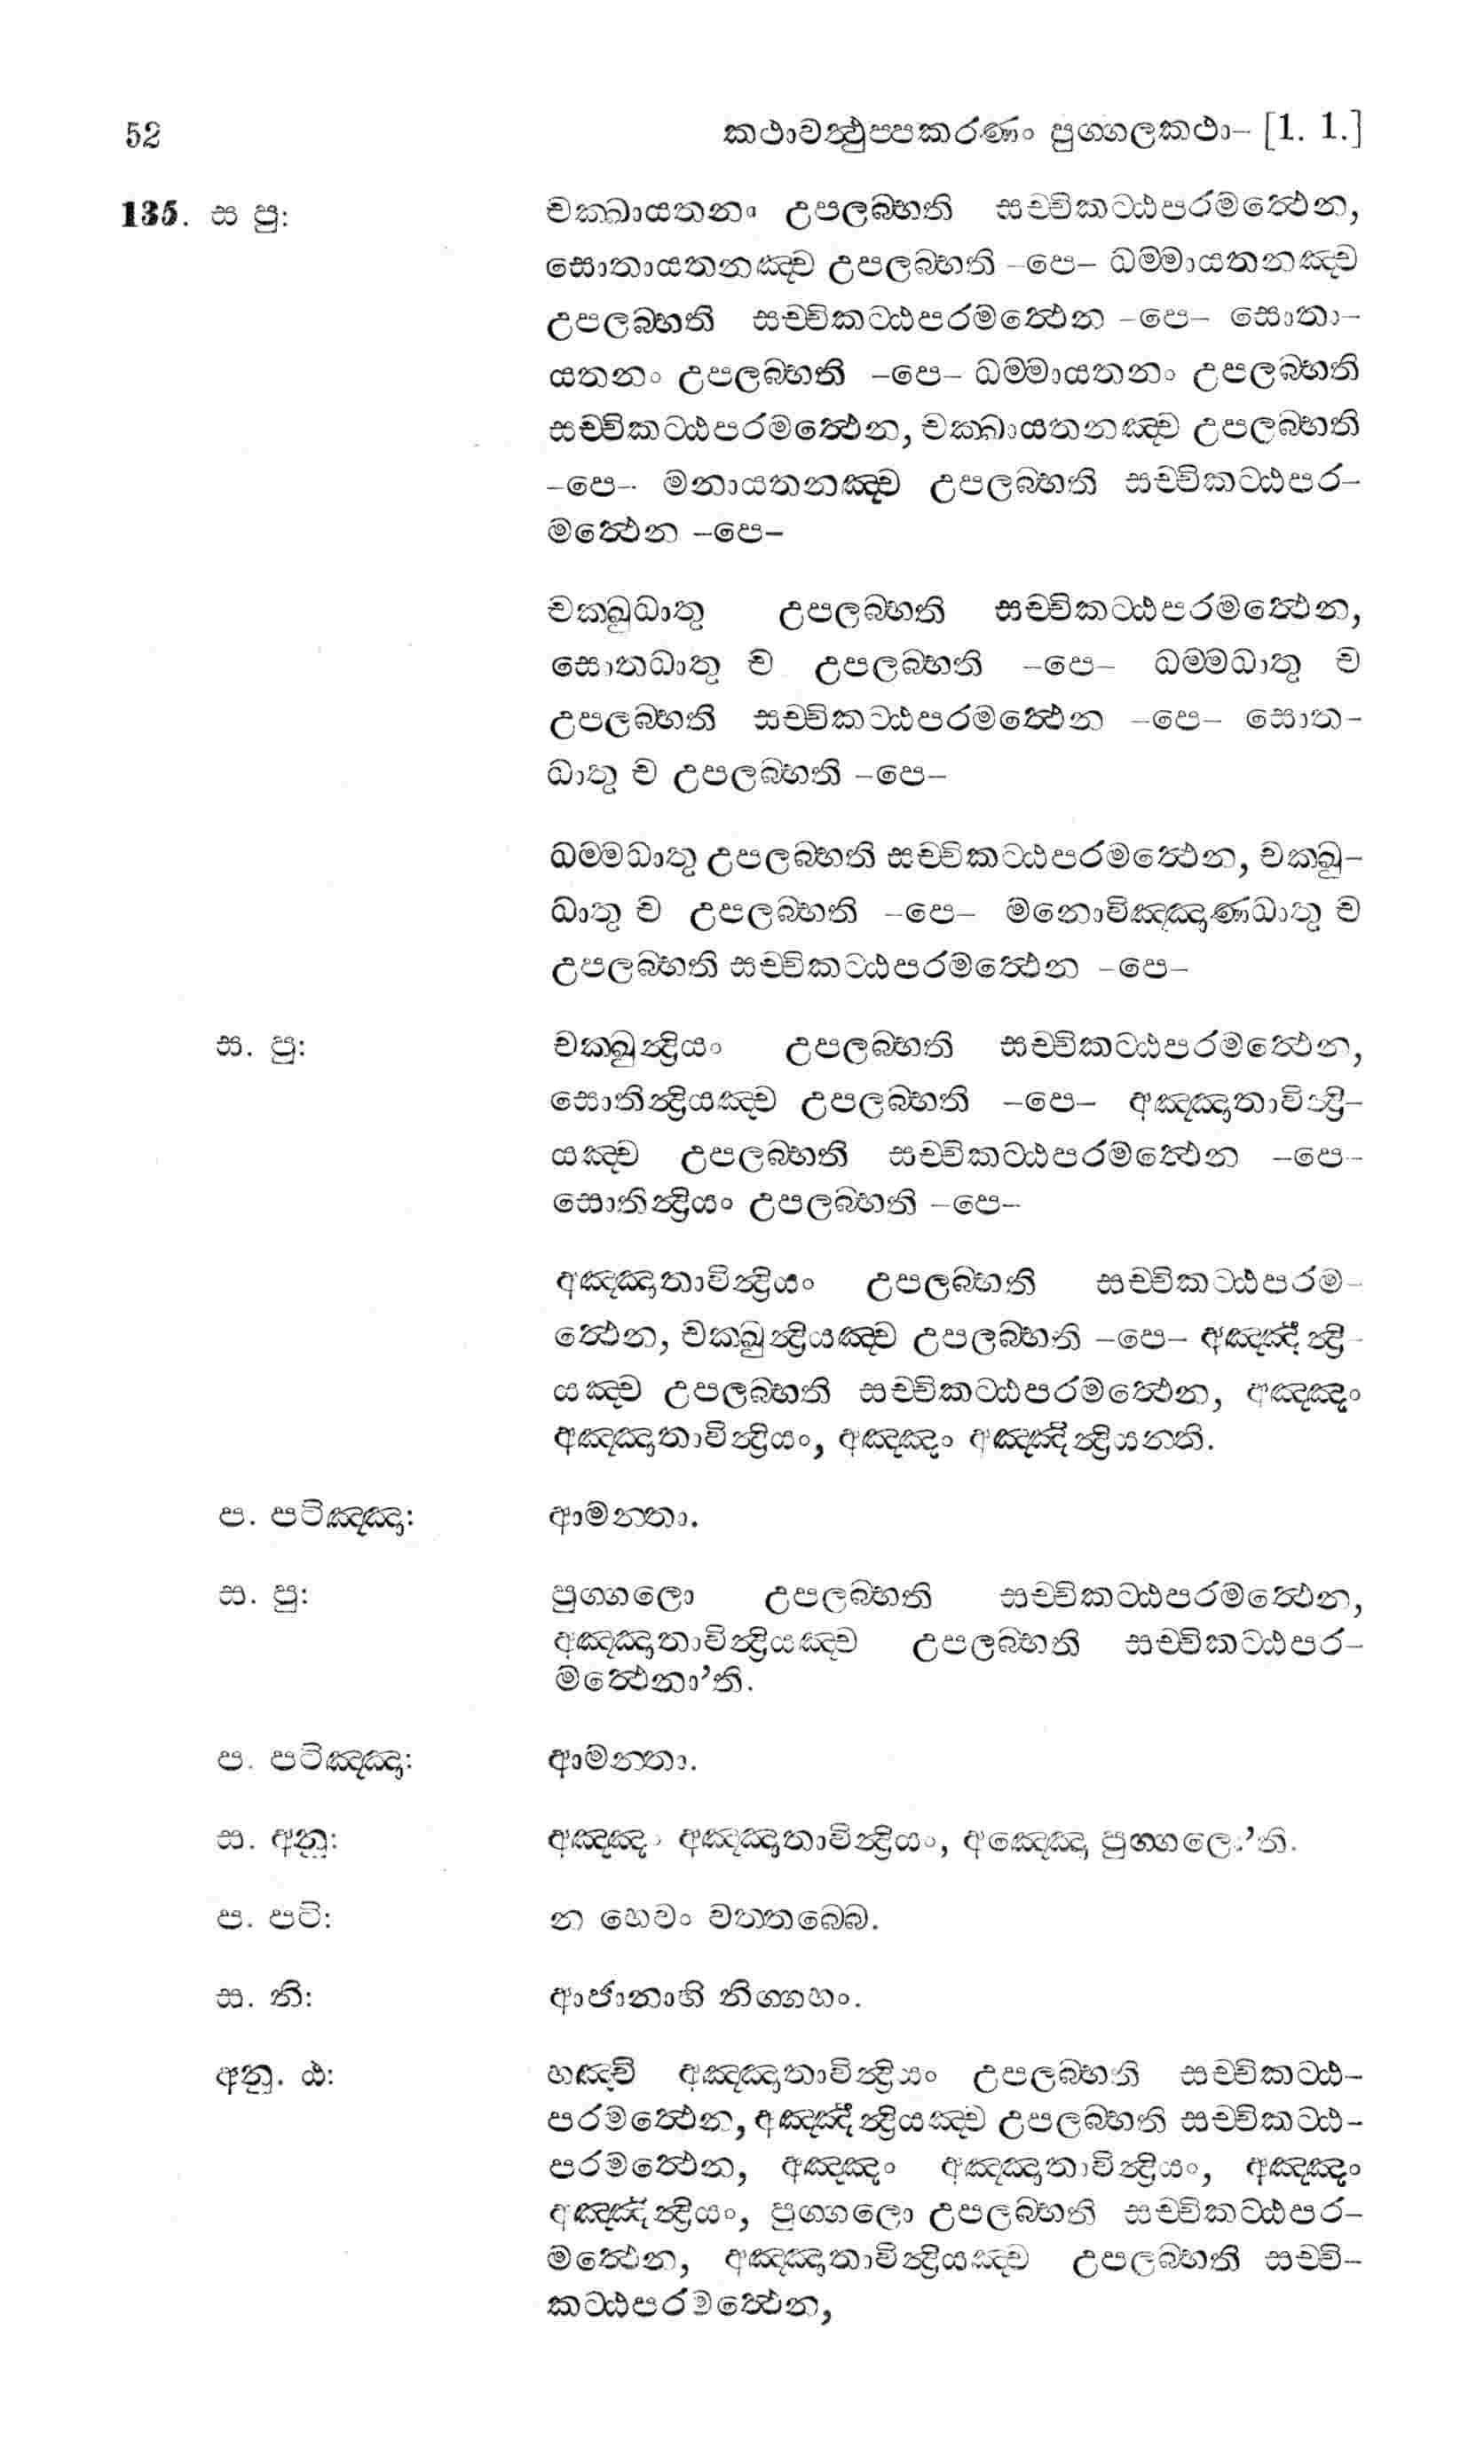 52 කථාවත්ථුප්පකරණං පුග්ගලකථා– [1. 1.]
135. ස පු: චක්ඛායතනං උපලබ්භති සච්චිකට්ඨපරමත්ථෙන,
සොතායතනඤ්ච උපලබ්භති –පෙ– ධම්මායතනඤ්ච
උපලබ්භති සච්චිකට්ඨපරමත්ථෙන –පෙ– සොතා–
යතනං උපලබ්භති –පෙ– ධම්මායතනං උපලබ්භති
සච්චිකට්ඨපරමත්ථෙන, චක්ඛායතනඤ්ච උපලබ්භති
–පෙ– මනායතනඤ්ච උපලබ්භති සච්චිකට්ඨපර–
මත්ථෙන –පෙ–
චක්ඛුධාතු උපලබ්භති සච්චිකට්ඨපරමත්ථෙන,
සොතධාතු ච උපලබ්භති –පෙ– ධම්මධාතු ච
උපලබ්භති සච්චිකට්ඨපරමත්ථෙන –පෙ– සොත–
ධාතු ච උපලබ්භති –පෙ–
ධම්මධාතු උපලබ්භති සච්චිකට්ඨපරමත්ථෙන, චක්ඛු–
ධාතු ච උපලබ්භති –පෙ– මනොවිඤ්ඤාණධාතු ච
උපලබ්භති සච්චිකට්ඨපරමත්ථෙන –පෙ–
ස. පු: චක්ඛුන්ද්‍රියං උපලබ්භති සච්චිකට්ඨපරමත්ථෙන,
සොතින්ද්‍රියඤ්ච උපලබ්භති –පෙ– අඤ්ඤාතාවින්ද්‍රි–
යඤ්ච උපලබ්භති සච්චිකට්ඨපරමත්ථෙන –පෙ–
සොතින්ද්‍රියං උපලබ්භති –පෙ–
අඤ්ඤාතාවින්ද්‍රියං උපලබ්භති සච්චිකට්ඨපරම–
ත්ථෙන, චක්ඛුන්ද්‍රියඤ්ච උපලබ්භති –පෙ– අඤ්ඤින්ද්‍රි–
යඤ්ච උපලබ්භති සච්චිකට්ඨපරමත්ථෙන, අඤ්ඤං
අඤ්ඤාතාවින්ද්‍රියං, අඤ්ඤං අඤ්ඤින්ද්‍රියන්ති.
ප. පටිඤ්ඤා: ආමන්තා.
ස. පු: පුග්ගලො උපලබ්භති සච්චිකට්ඨපරමත්ථෙන,
අඤ්ඤාතාවින්ද්‍රියඤ්ච උපලබ්භති සච්චිකට්ඨපර–
මත්ථෙනා’ති.
ප. පටිඤ්ඤා: ආමන්තා.
ස. අනු: අඤ්ඤං අඤ්ඤාතාවින්ද්‍රියං, අඤ්ඤො පුග්ගලො’ති.
ප. පටි: න හෙවං වත්තබ්බෙ.
ස. නි: ආජානාහි නිග්ගහං.
අනු. ඨ: හඤ්චි අඤ්ඤාතාවින්ද්‍රියං උපලබ්භති සච්චිකට්ඨ–
පරමත්ථෙන, අඤ්ඤින්ද්‍රියඤ්ච උපලබ්භති සච්චිකට්ඨ–
පරමත්ථෙන, අඤ්ඤං අඤ්ඤාතාවින්ද්‍රියං, අඤ්ඤං
අඤ්ඤින්ද්‍රියං, පුග්ගලො උපලබ්භති සච්චිකට්ඨපර–
මත්ථෙන, අඤ්ඤාතාවින්ද්‍රියඤ්ච උපලබ්භති සච්චි–
කට්ඨපරමත්ථෙන,